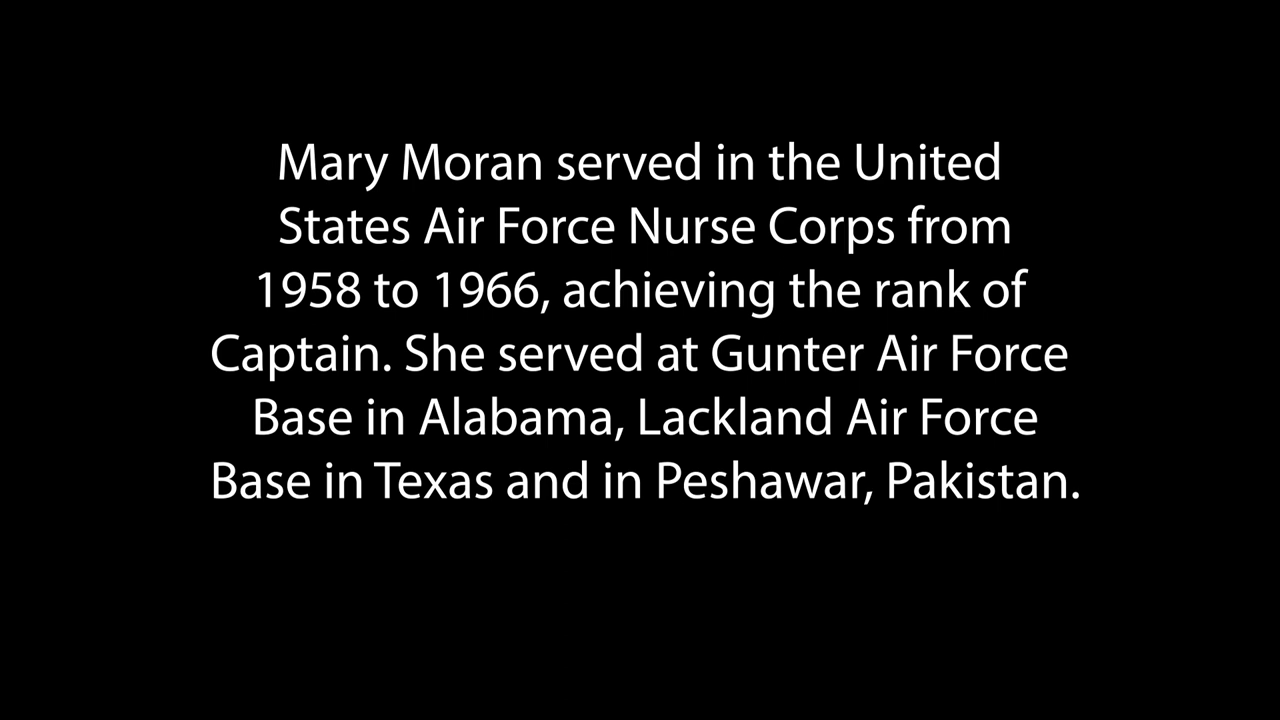 Mary Moran served in the United
States Air Force Nurse Corps from
1958 to 1966, achieving the rank of
Captain. She served at Gunter Air Force
Base in Alabama, Lackland Air Force
Base in Texas and in Peshawar, Pakistan.